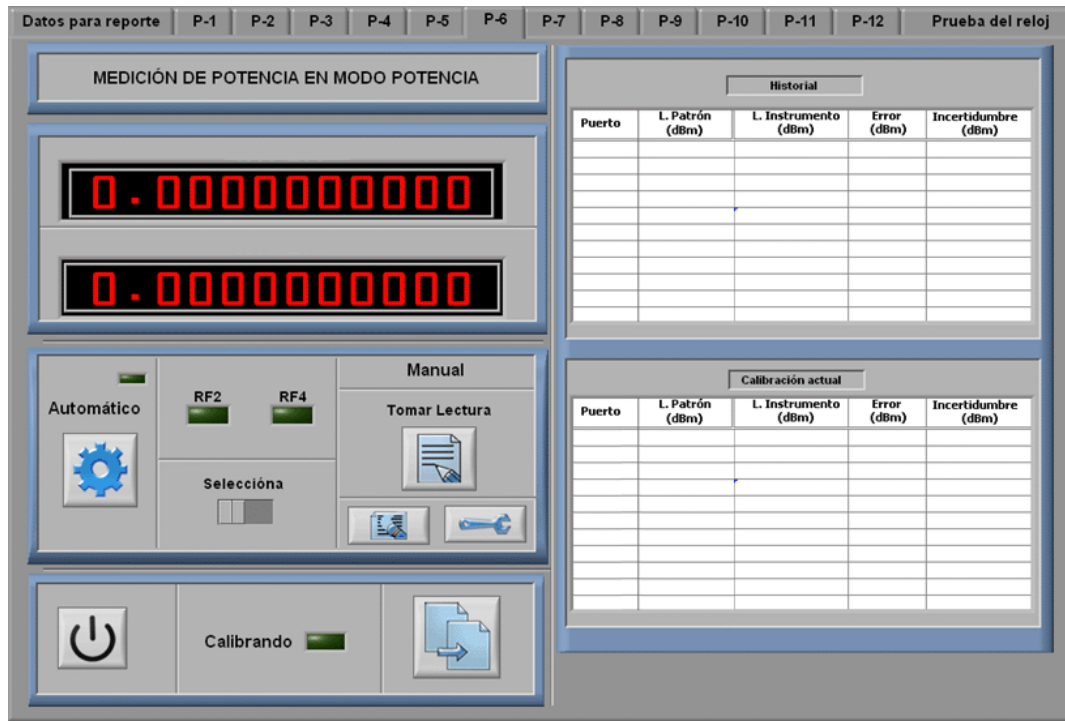 Datos para reporte P-1 P-2 P-3 P-4 P-5 P-6 P-7 P-8 P-9 P-10 P-11 P-12 Prueba del reloj
MEDICIÓN DE POTENCIA EN MODO POTENCIA
0.0000000000
0.0000000000
Automático
RF2 RF4
Seleccióna
Manual
Tomar Lectura
Calibrando
Historial
Puerto L. Patrón (dBm) L. Instrumento (dBm) Error (dBm) Incertidumbre (dBm)
Calibración actual
Puerto L. Patrón (dBm) L. Instrumento (dBm) Error (dBm) Incertidumbre (dBm)